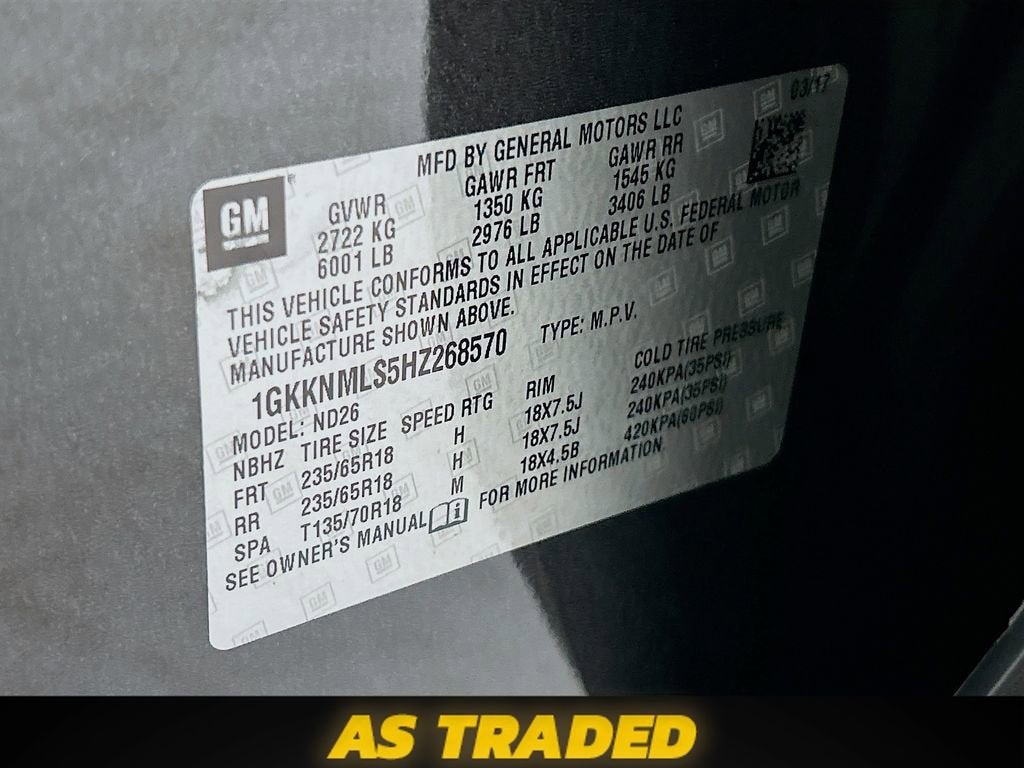 03/17
MFD BY GENERAL MOTORS LLC
GM
GVWR GAWR FRT GAWR RR
2722 KG 1350 KG 1545 KG
6001 LB 2976 LB 3406 LB
THIS VEHICLE CONFORMS TO ALL APPLICABLE U.S. FEDERAL MOTOR
VEHICLE SAFETY STANDARDS IN EFFECT ON THE DATE OF
MANUFACTURE SHOWN ABOVE.
1GKKNMLS5HZ268570 TYPE: M.P.V.
MODEL: ND26
NBHZ TIRE SIZE SPEED RTG RIM COLD TIRE PRESSURE
FRT 235/65R18 H 18X7.5J 240KPA(35PSI)
RR 235/65R18 H 18X7.5J 240KPA(35PSI)
SPA T135/70R18 M 18X4.5B 420KPA(60PSI)
SEE OWNER'S MANUAL FOR MORE INFORMATION
AS TRADED